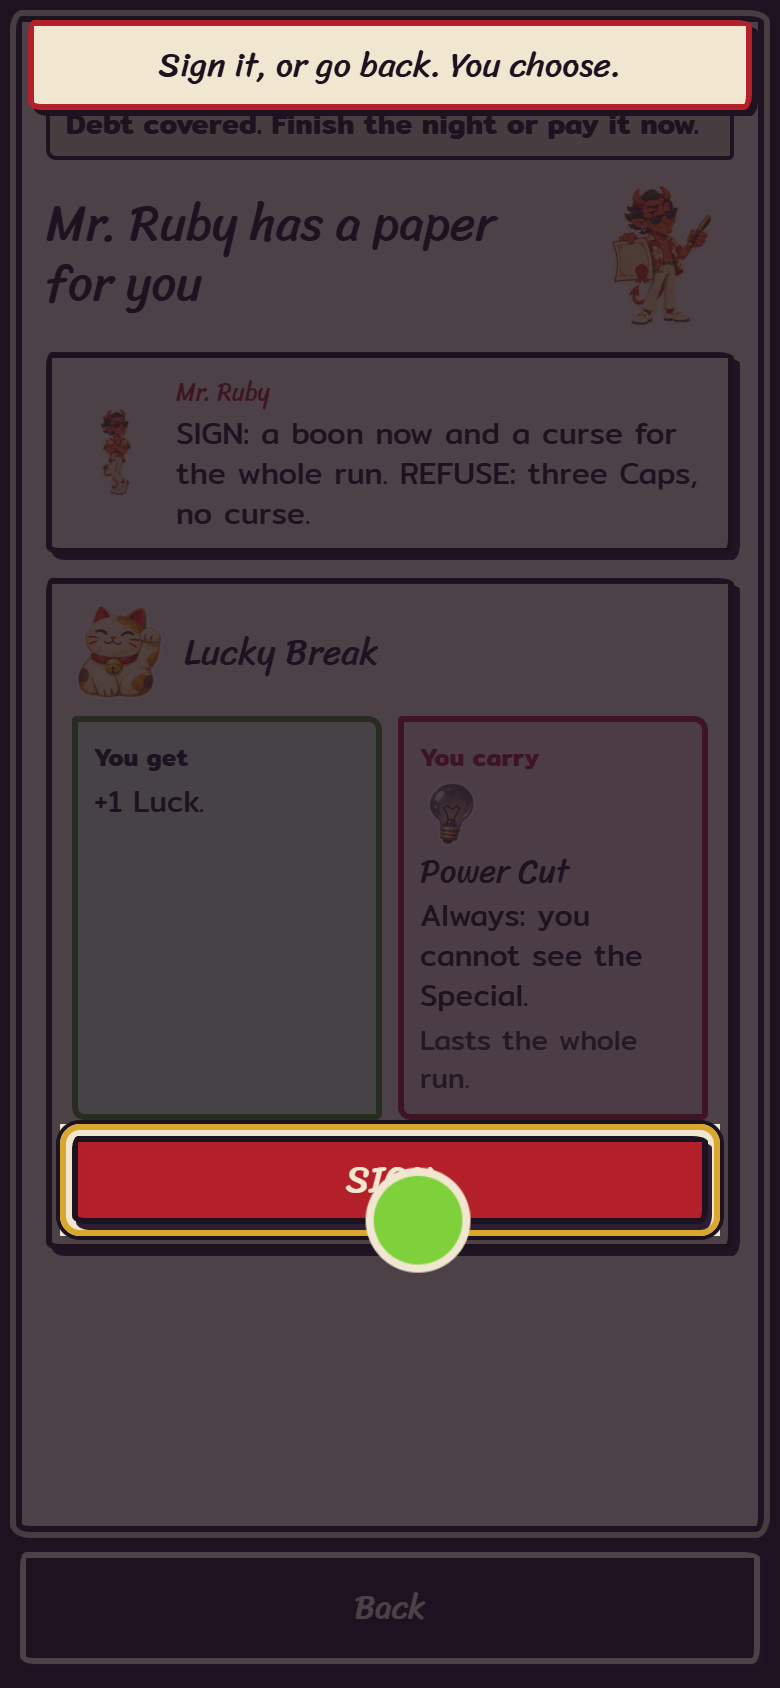 Sign it, or go back. You choose.
Debt covered. Finish the night or pay it now.
Mr. Ruby has a paper
for you
Mr. Ruby
SIGN: a boon now and a curse for
the whole run. REFUSE: three Caps,
no curse.
Lucky Break
You get
+1 Luck.
You carry
Power Cut
Always: you
cannot see the
Special.
Lasts the whole
run.
Back